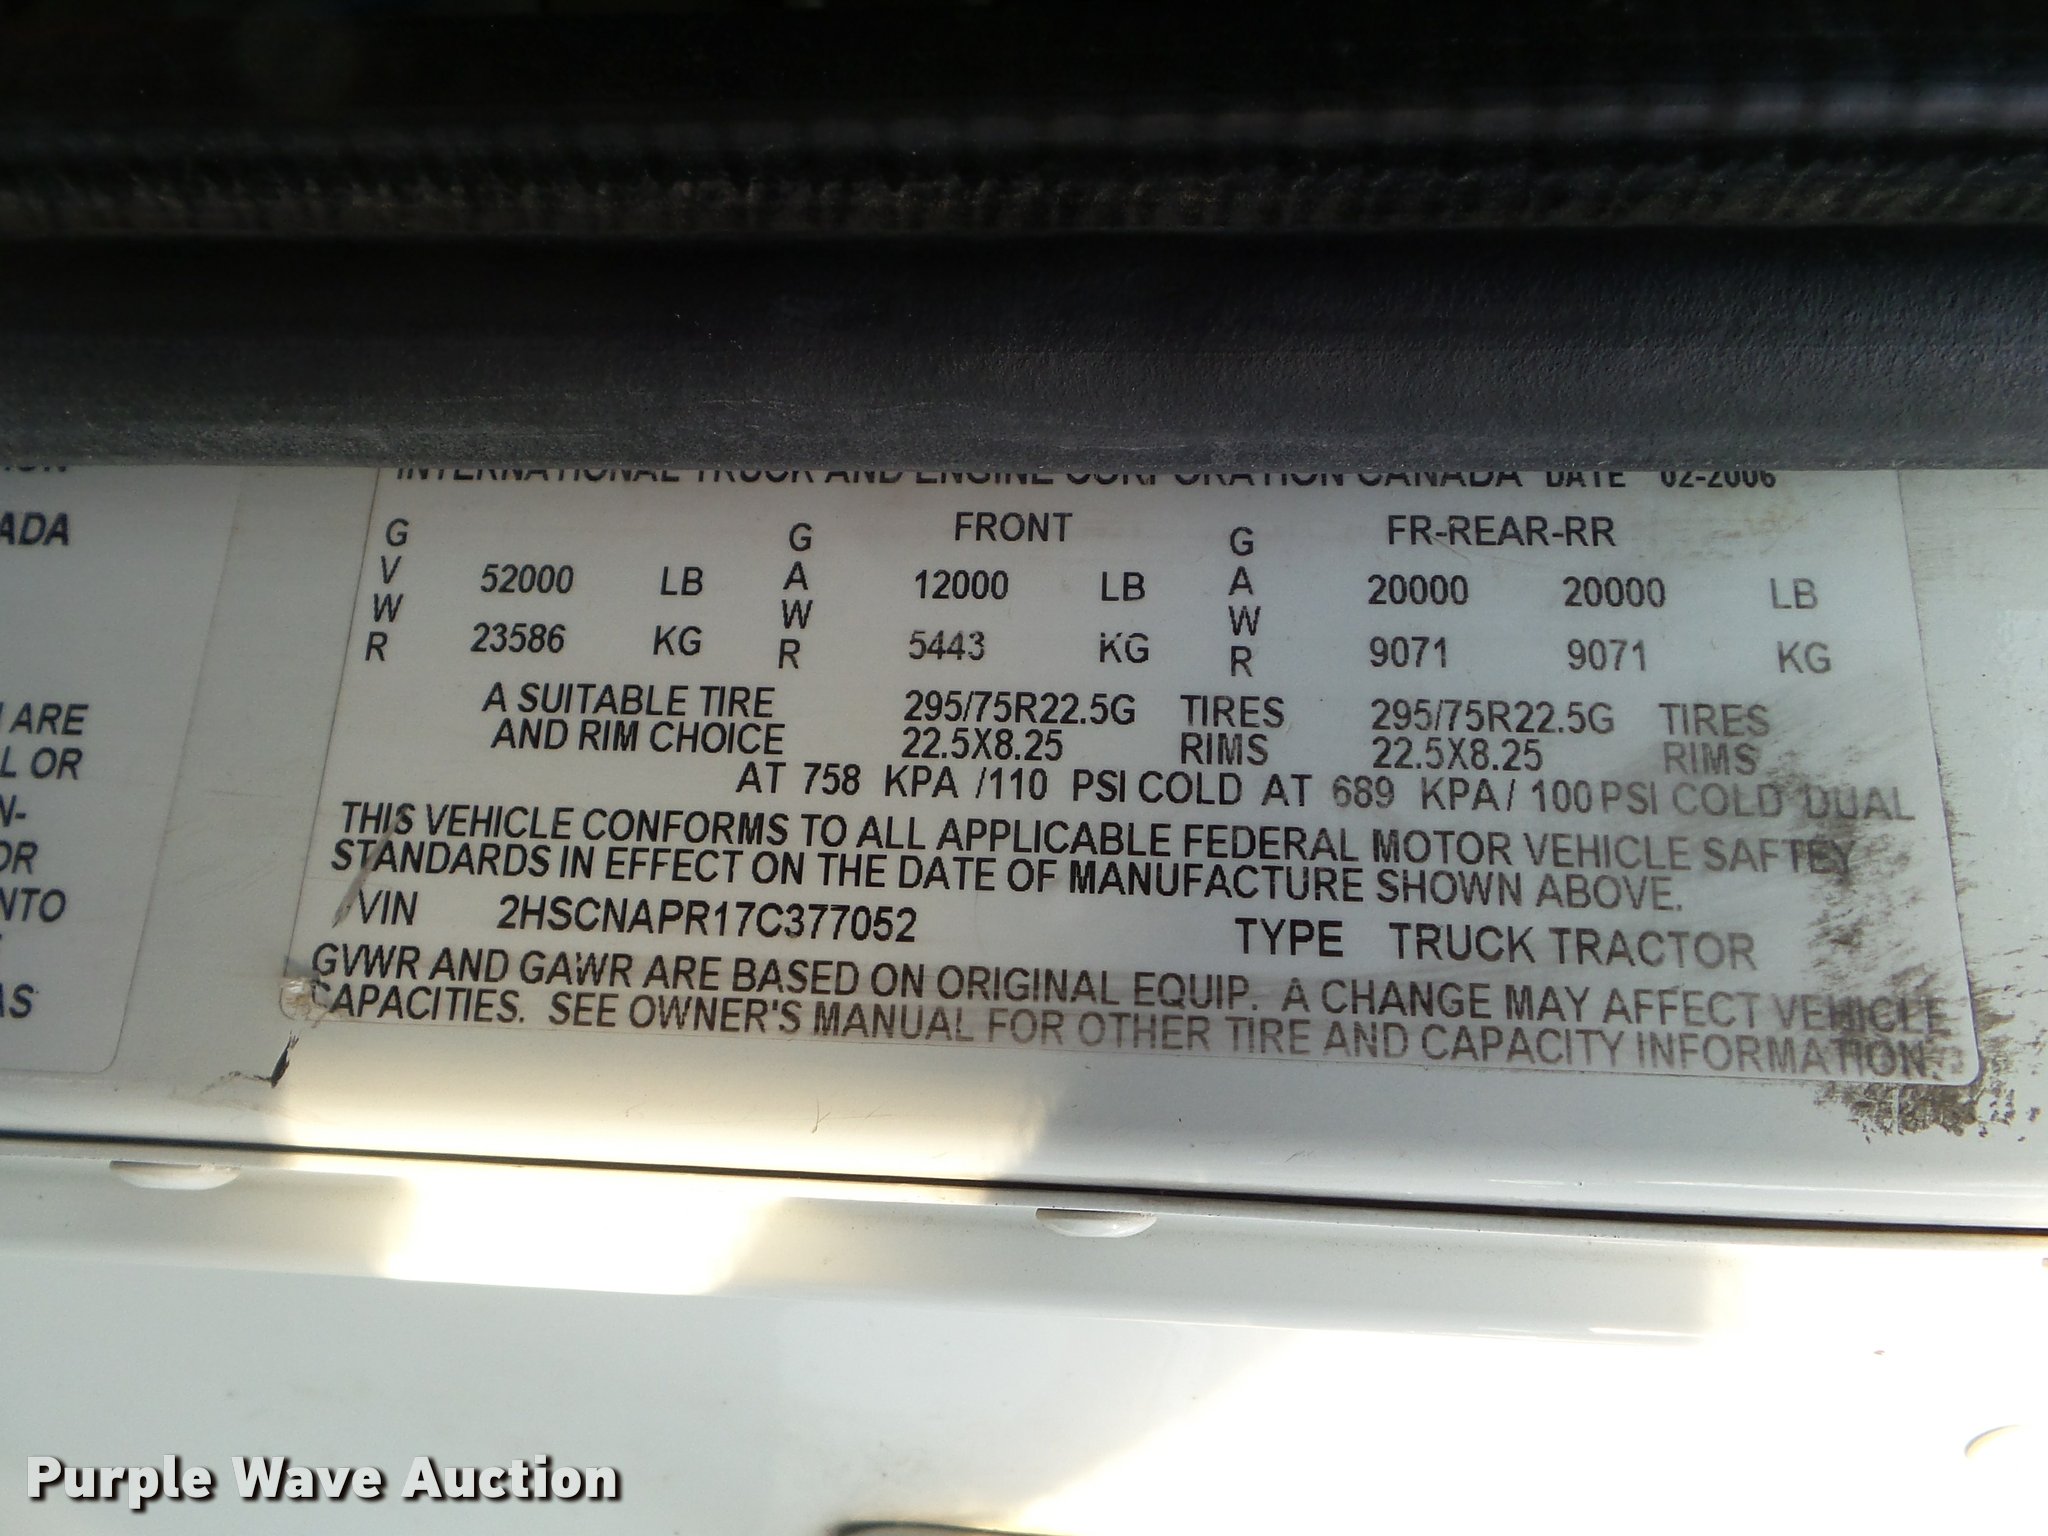 INTERNATIONAL TRUCK AND ENGINE CORPORATION CANADA DATE 02-2006
ADA
GVWR 52000 LB GAWR FRONT 12000 LB GAWR FR-REAR-RR 20000 20000 LB
23586 KG 5443 KG 9071 9071 KG
ARE
L OR
N-
OR
NTO
AS
A SUITABLE TIRE 295/75R22.5G TIRES 295/75R22.5G TIRES
AND RIM CHOICE 22.5X8.25 RIMS 22.5X8.25 RIMS
AT 758 KPA /110 PSI COLD AT 689 KPA/ 100 PSI COLD DUAL
THIS VEHICLE CONFORMS TO ALL APPLICABLE FEDERAL MOTOR VEHICLE SAFTEY
STANDARDS IN EFFECT ON THE DATE OF MANUFACTURE SHOWN ABOVE.
VIN 2HSCNAPR17C377052 TYPE TRUCK TRACTOR
GVWR AND GAWR ARE BASED ON ORIGINAL EQUIP. A CHANGE MAY AFFECT VEHICLE
CAPACITIES. SEE OWNER'S MANUAL FOR OTHER TIRE AND CAPACITY INFORMATION.
Purple Wave Auction